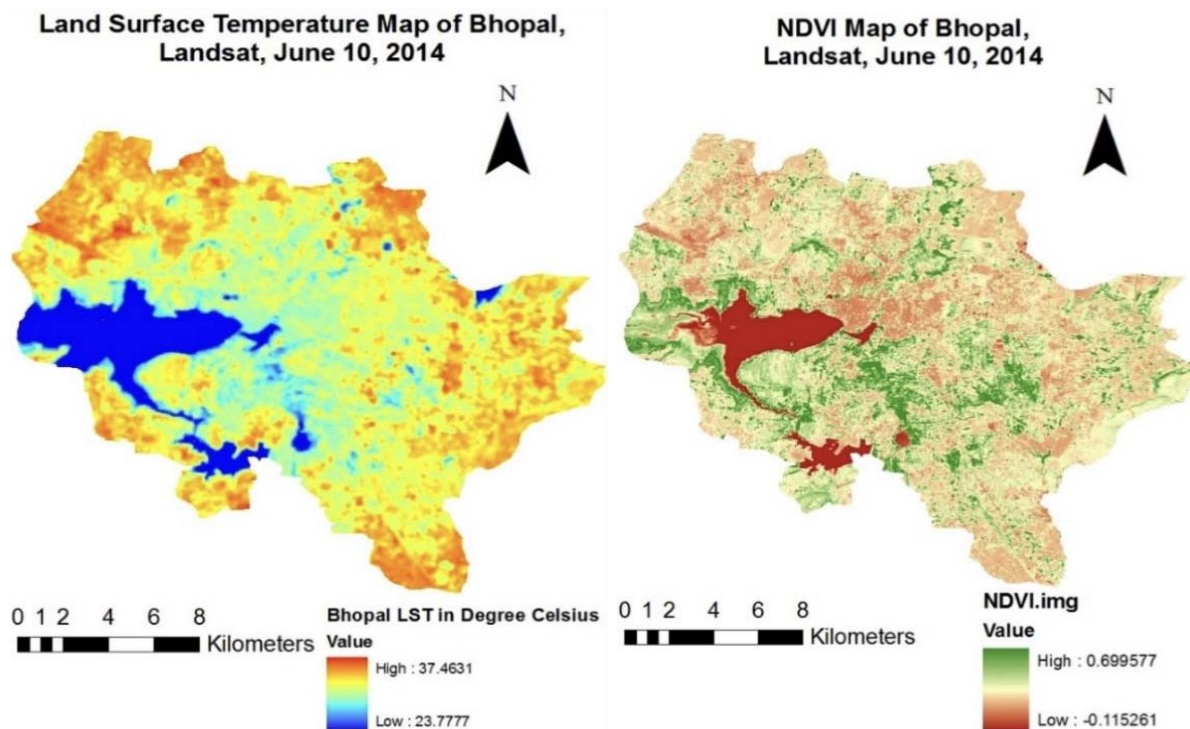 Land Surface Temperature Map of Bhopal,
Landsat, June 10, 2014
N
0 1 2 4 6 8
Kilometers
Bhopal LST in Degree Celsius
Value
High : 37.4631
Low : 23.7777
NDVI Map of Bhopal,
Landsat, June 10, 2014
N
0 1 2 4 6 8
Kilometers
NDVI.img
Value
High : 0.699577
Low : -0.115261